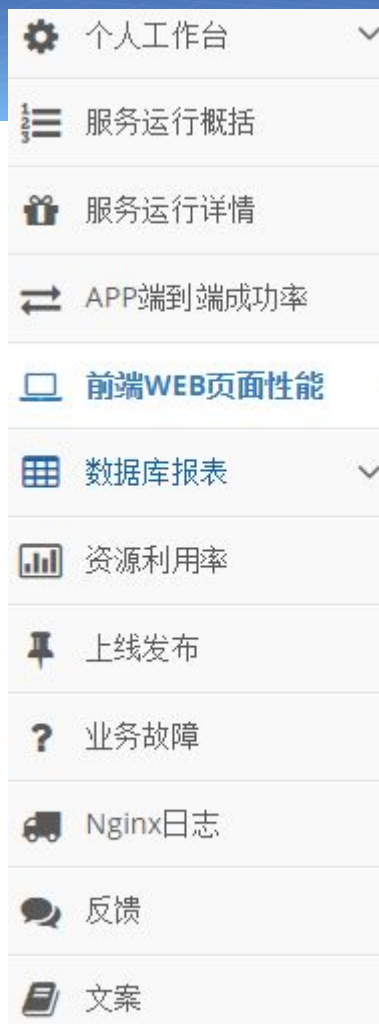 个人工作台
服务运行概括
服务运行详情
APP端到端成功率
前端WEB页面性能
数据库报表
资源利用率
上线发布
业务故障
Nginx日志
反馈
文案